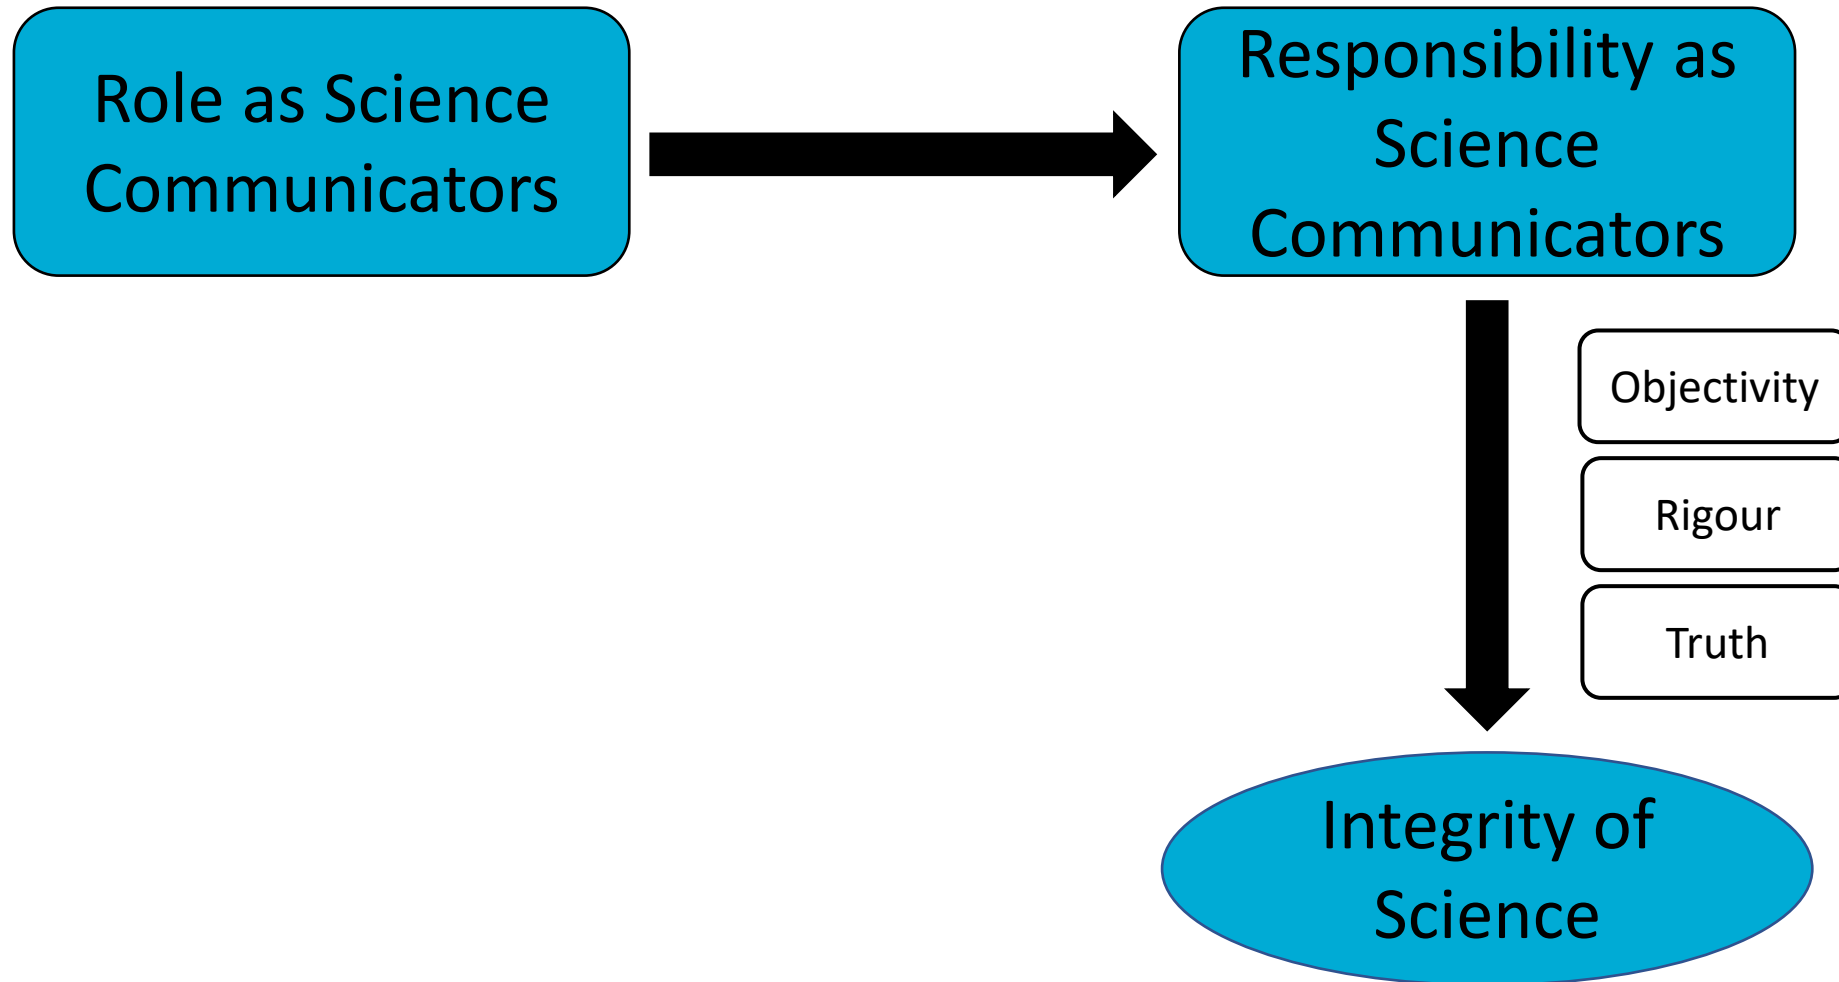 Role as Science
Communicators
Responsibility as
Science
Communicators
Objectivity
Rigour
Truth
Integrity of
Science